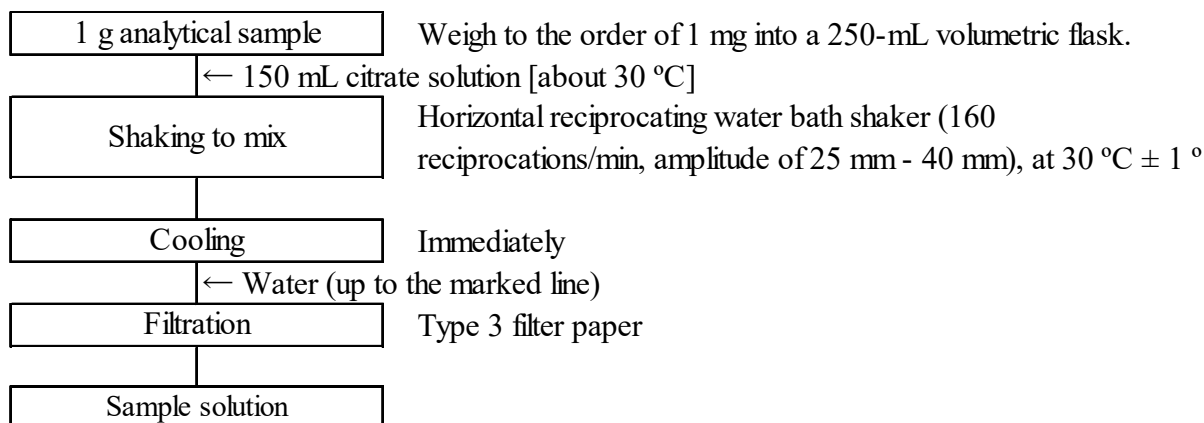 1 g analytical sample Weigh to the order of 1 mg into a 250-mL volumetric flask.
← 150 mL citrate solution [about 30 ºC]
Shaking to mix
Horizontal reciprocating water bath shaker (160
reciprocations/min, amplitude of 25 mm - 40 mm), at 30 ºC ± 1 º
Cooling Immediately
← Water (up to the marked line)
Filtration Type 3 filter paper
Sample solution